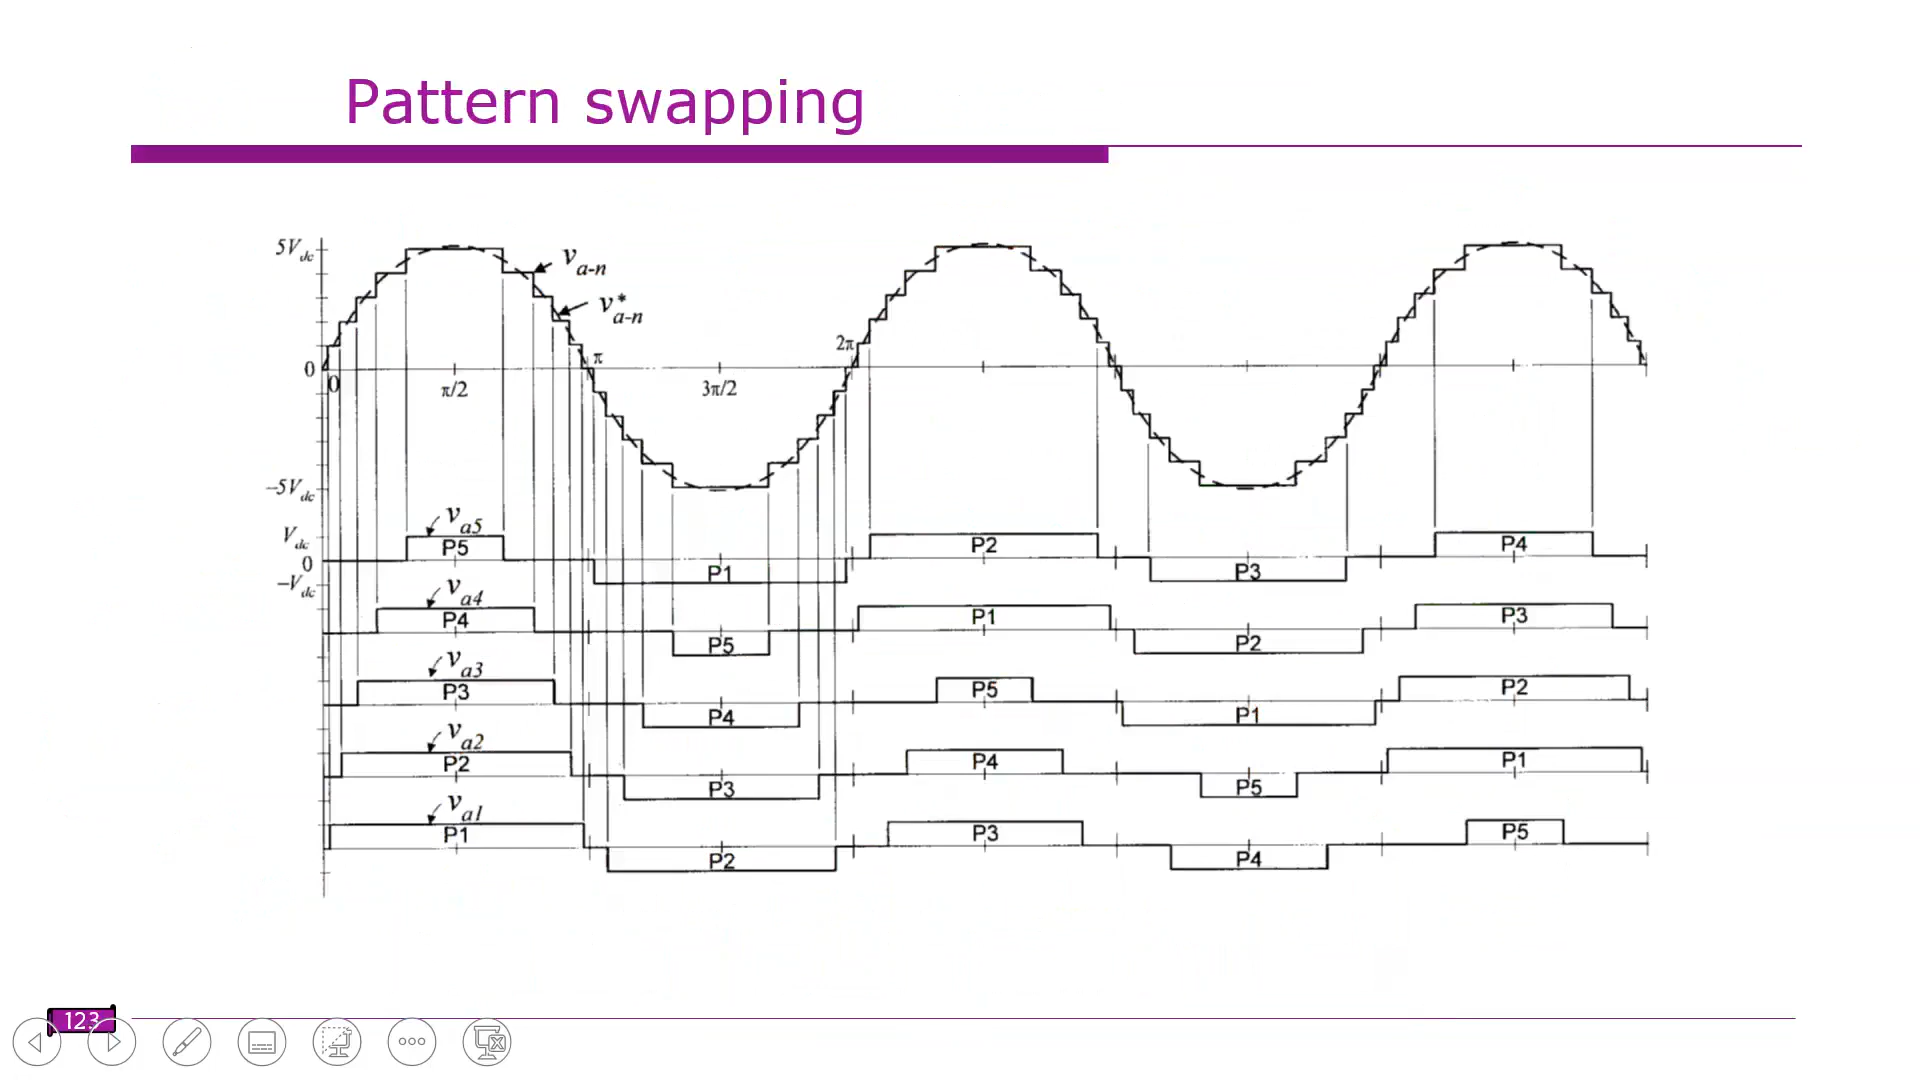 Pattern swapping
5V_dc
v_a-n
v*_a-n
2π
π
0
0
π/2
3π/2
-5V_dc
v_a5
V_dc
P5 P2 P4
0
P1 P3
-V_dc
v_a4
P4 P1 P3
P5 P2
v_a3
P3 P5 P2
P4 P1
v_a2
P2 P4 P1
P3 P5
v_a1
P1 P3 P5
P2 P4
123